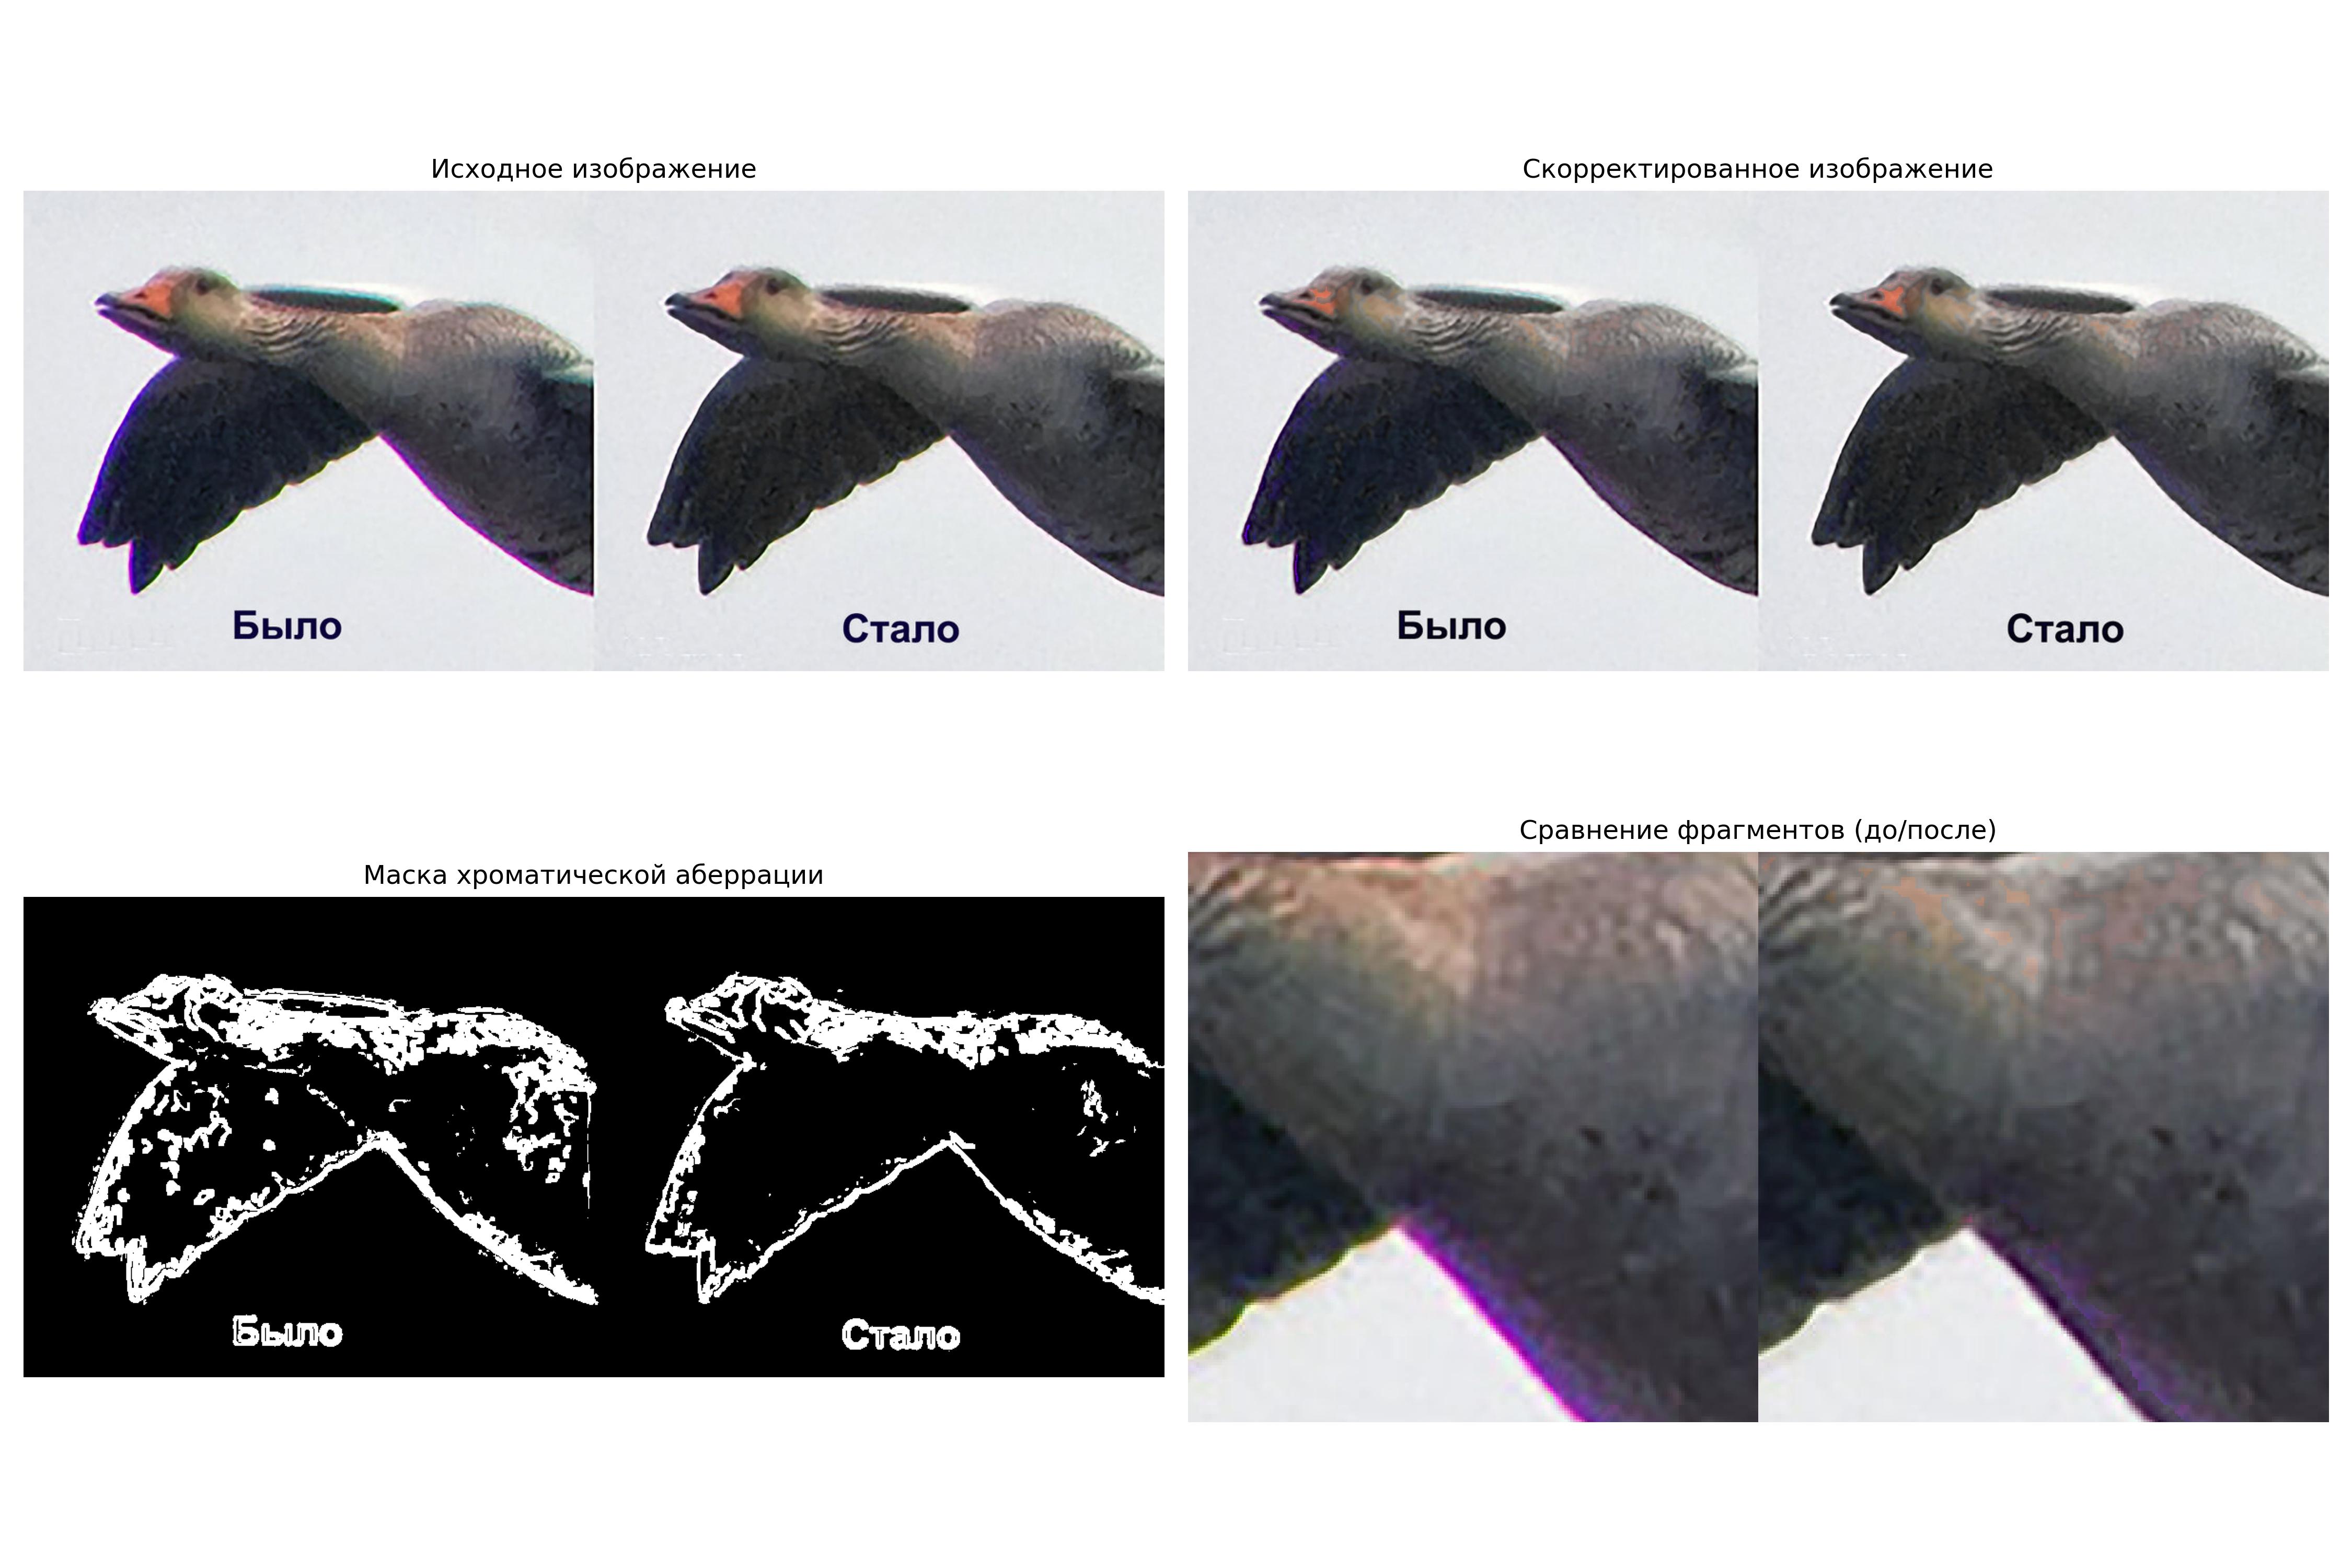 Исходное изображение
Скорректированное изображение
Было
Стало
Было
Стало
Сравнение фрагментов (до/после)
Маска хроматической аберрации
Было
Стало